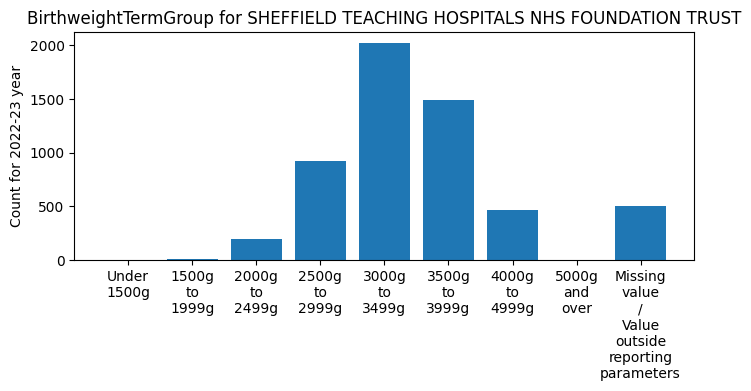 BirthweightTermGroup for SHEFFIELD TEACHING HOSPITALS NHS FOUNDATION TRUST
Count for 2022-23 year
2000
1500
1000
500
0
Under
1500g
1500g
to
1999g
2000g
to
2499g
2500g
to
2999g
3000g
to
3499g
3500g
to
3999g
4000g
to
4999g
5000g
and
over
Missing
value
/
Value
outside
reporting
parameters